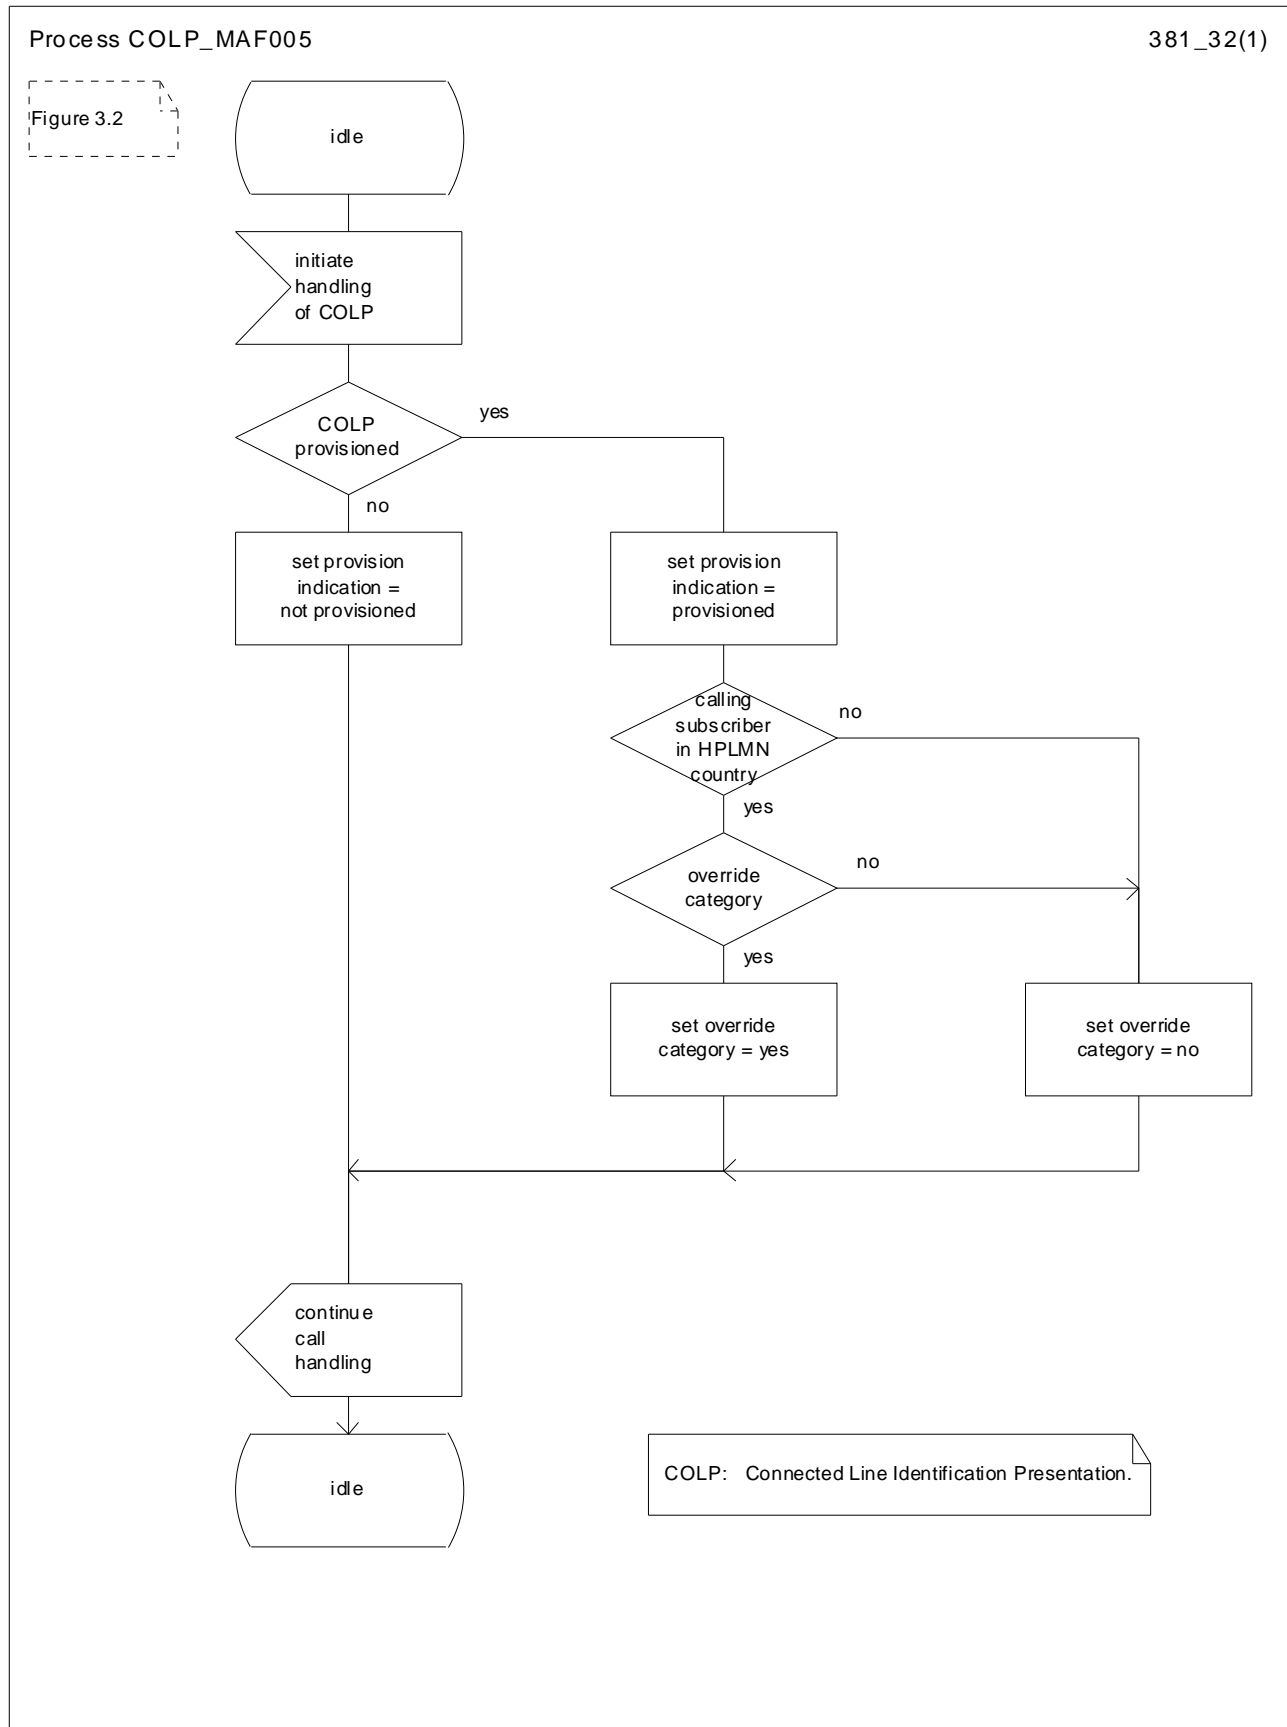 Process COLP_MAF005
381_32(1)
Figure 3.2
idle
initiate
handling
of COLP
COLP
provisioned
yes
no
set provision
indication =
not provisioned
set provision
indication =
provisioned
calling
subscriber
in HPLMN
country
no
yes
override
category
no
yes
set override
category = yes
set override
category = no
continue
call
handling
idle
COLP: Connected Line Identification Presentation.